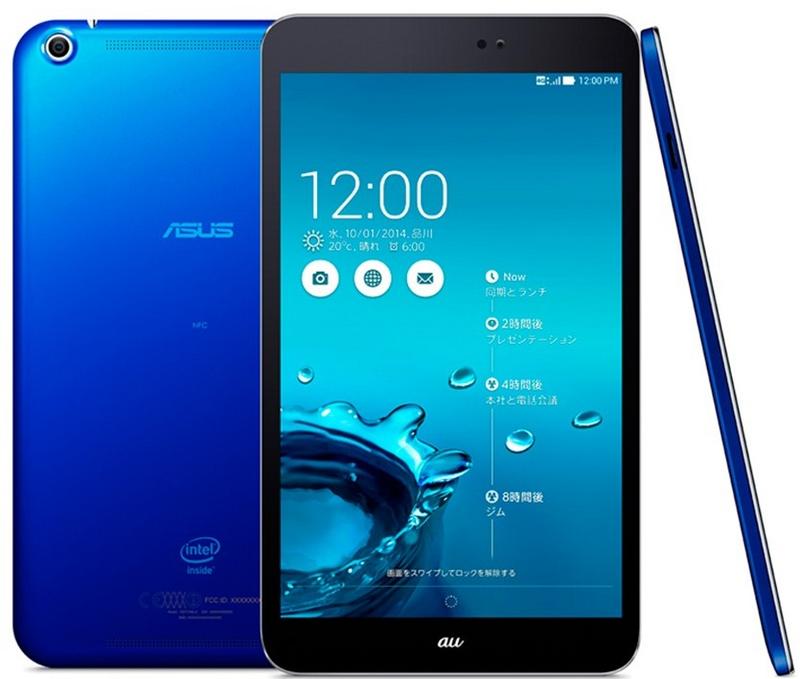 ASUS
NFC
intel
inside
FCC ID: XXXXXXX
4G 12:00 PM
12:00
水, 10/01/2014, 品川
20°c, 晴れ 6:00
Now
同期とランチ
2時間後
プレゼンテーション
4時間後
本社と電話会議
8時間後
ジム
画面をスワイプしてロックを解除する
au